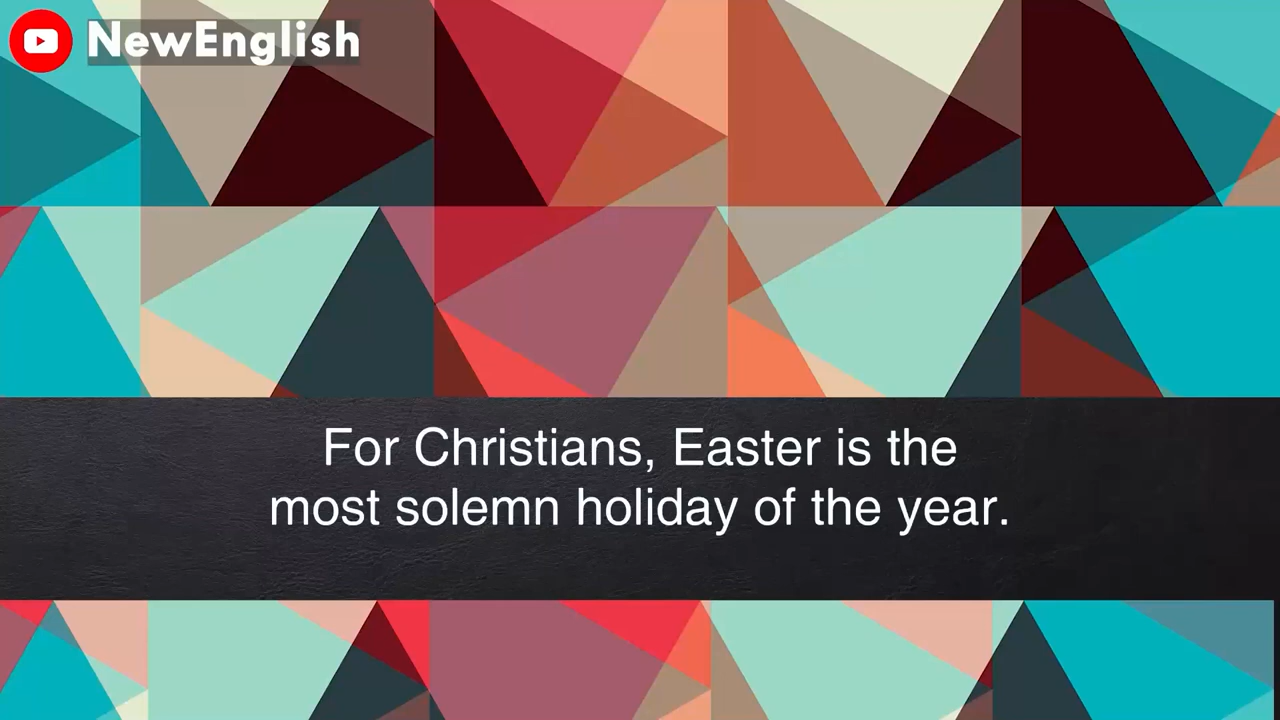 NewEnglish
For Christians, Easter is the
most solemn holiday of the year.